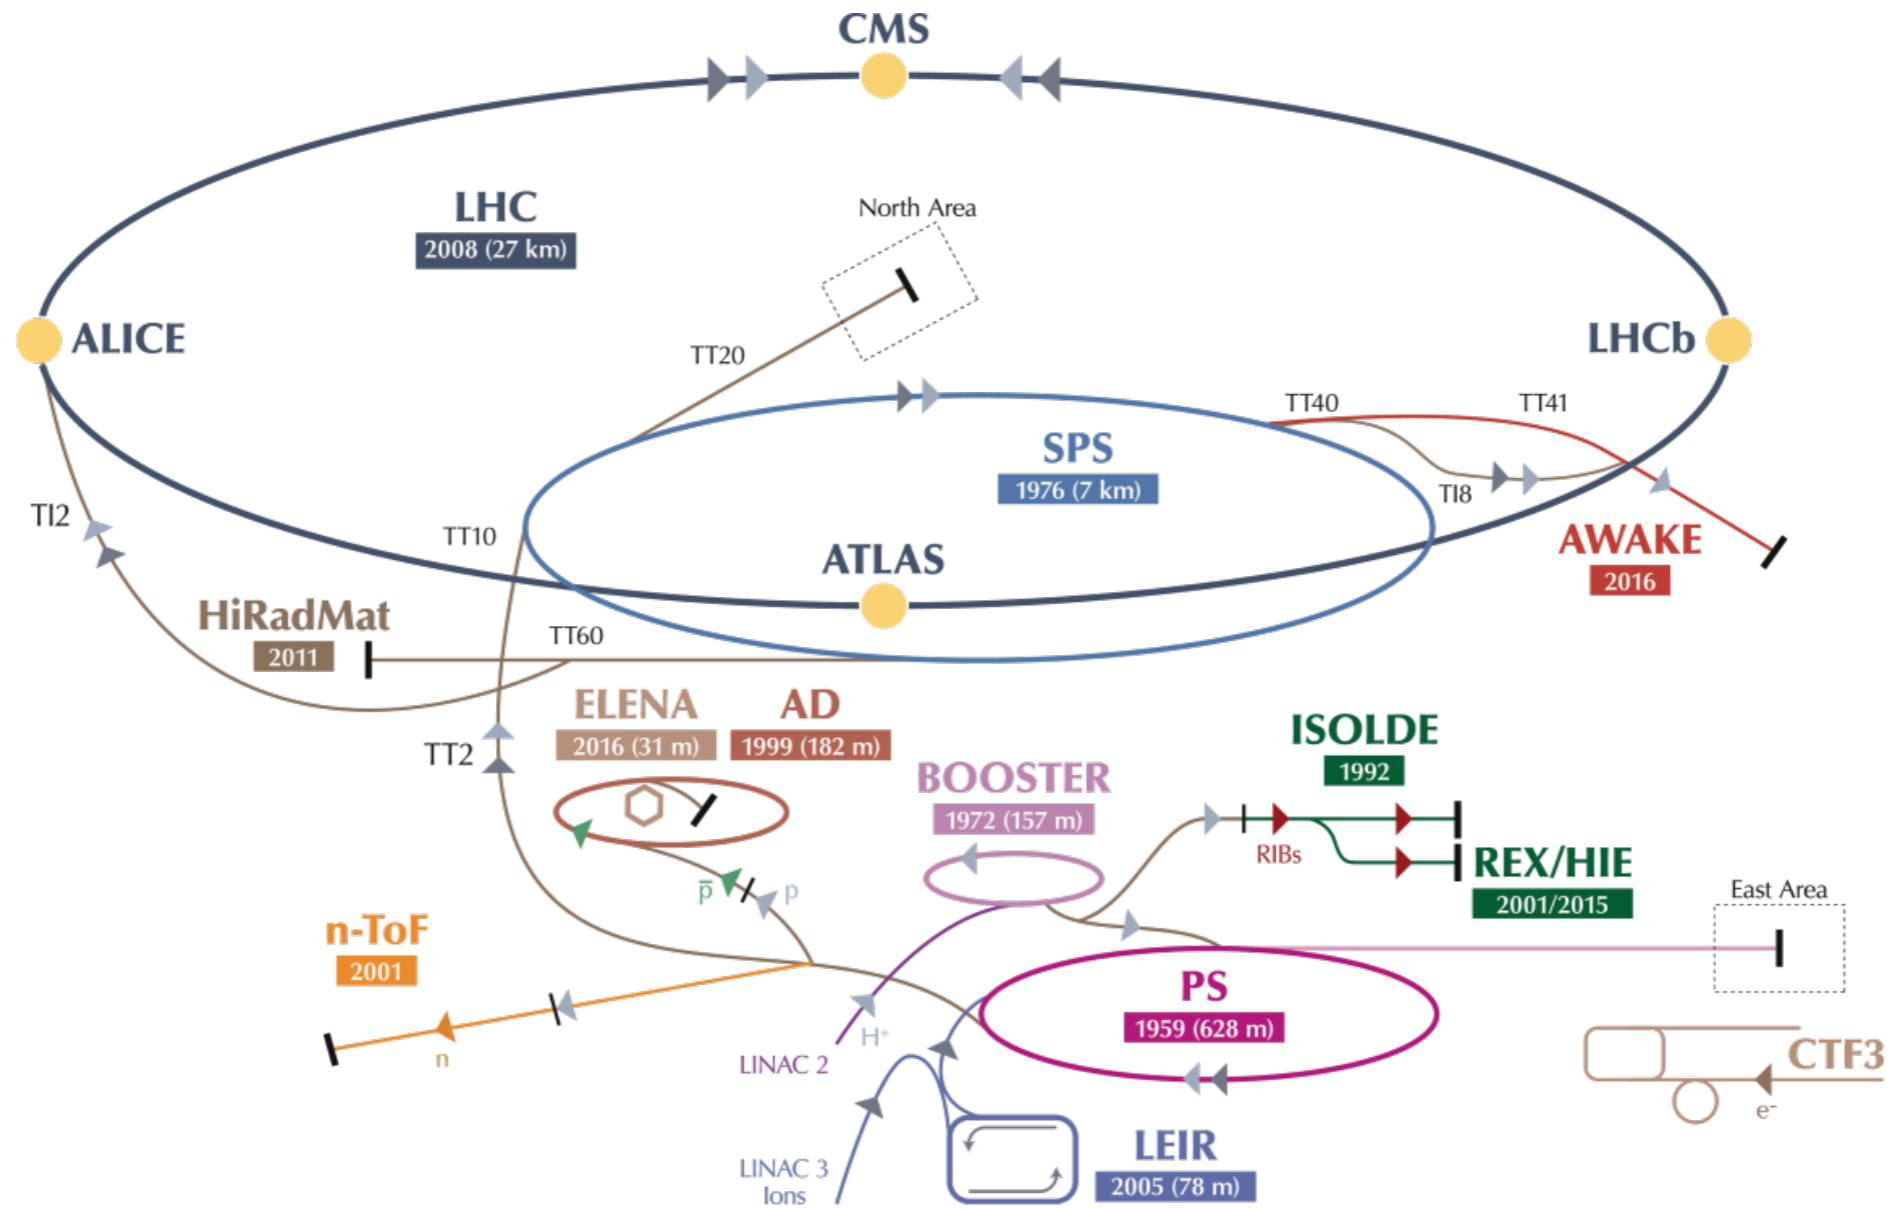 CMS
LHC
2008 (27 km)
North Area
ALICE
LHCb
TT20
TT40
TT41
SPS
1976 (7 km)
TI8
TI2
TT10
AWAKE
2016
ATLAS
HiRadMat
2011
TT60
ELENA
2016 (31 m)
AD
1999 (182 m)
TT2
ISOLDE
1992
BOOSTER
1972 (157 m)
RIBs
REX/HIE
2001/2015
p̅
p
East Area
n-ToF
2001
PS
1959 (628 m)
n
H⁺
LINAC 2
CTF3
e⁻
LEIR
2005 (78 m)
LINAC 3
Ions